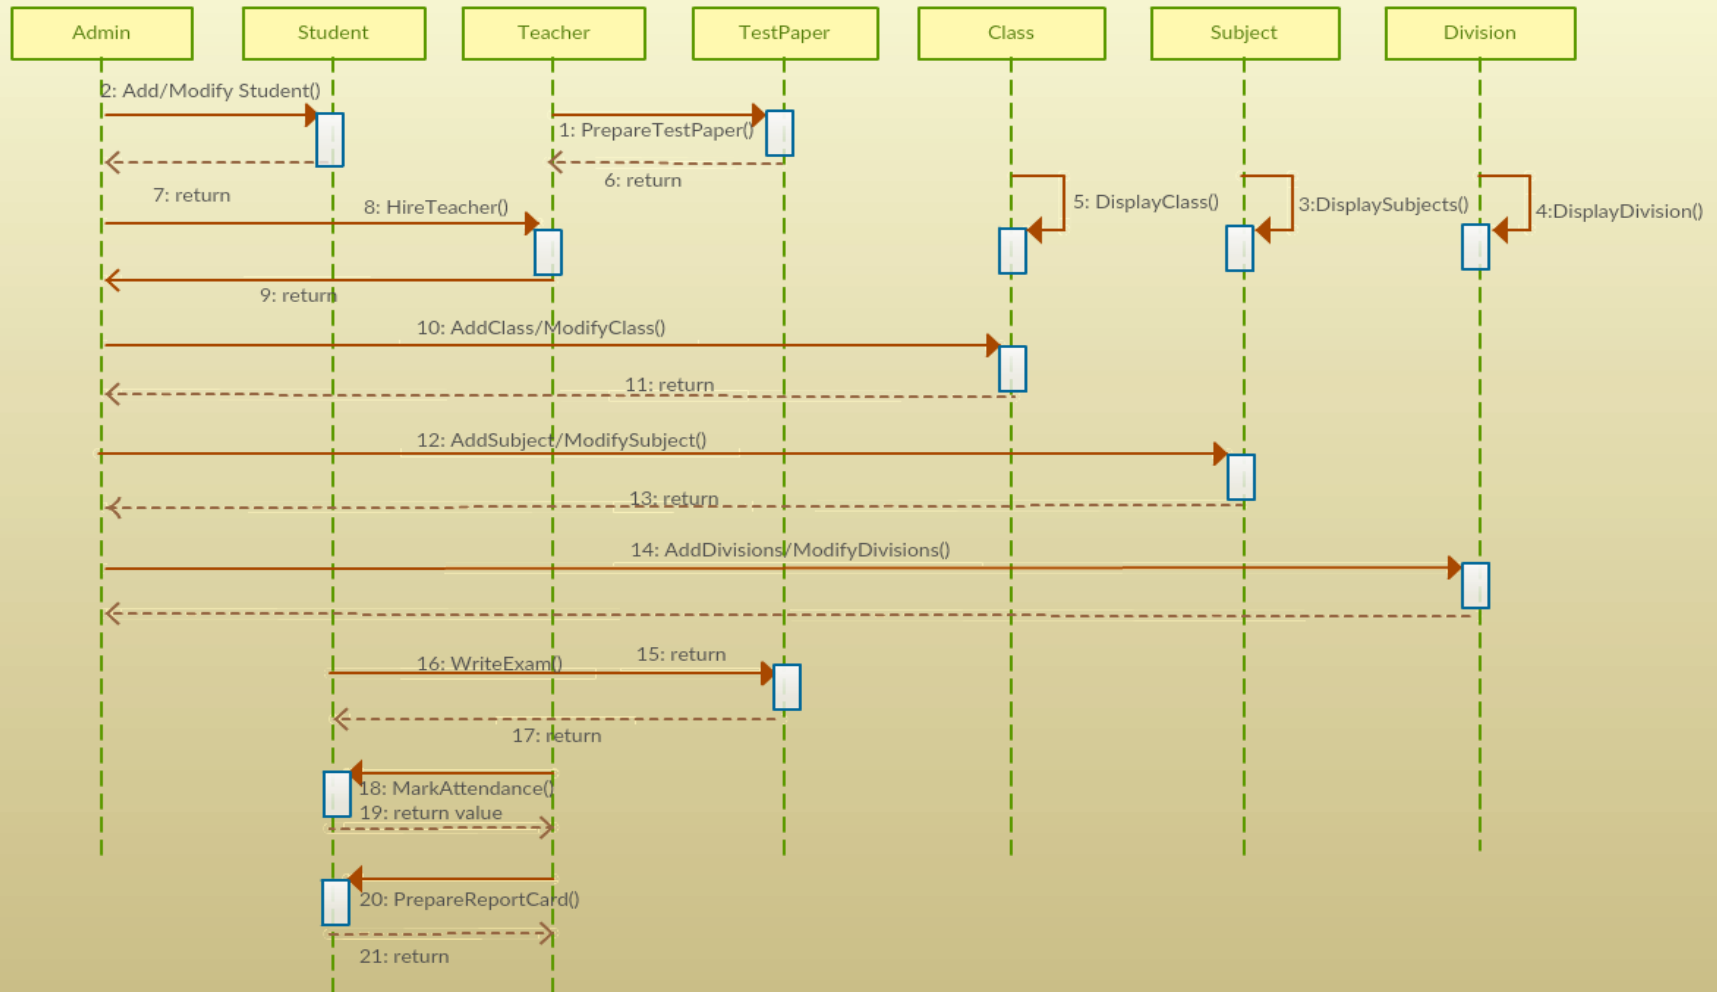 Admin
Student
Teacher
TestPaper
Class
Subject
Division
2: Add/Modify Student()
1: PrepareTestPaper()
6: return
7: return
5: DisplayClass()
3:DisplaySubjects()
4:DisplayDivision()
8: HireTeacher()
9: return
10: AddClass/ModifyClass()
11: return
12: AddSubject/ModifySubject()
13: return
14: AddDivisions/ModifyDivisions()
15: return
16: WriteExam()
17: return
18: MarkAttendance()
19: return value
20: PrepareReportCard()
21: return